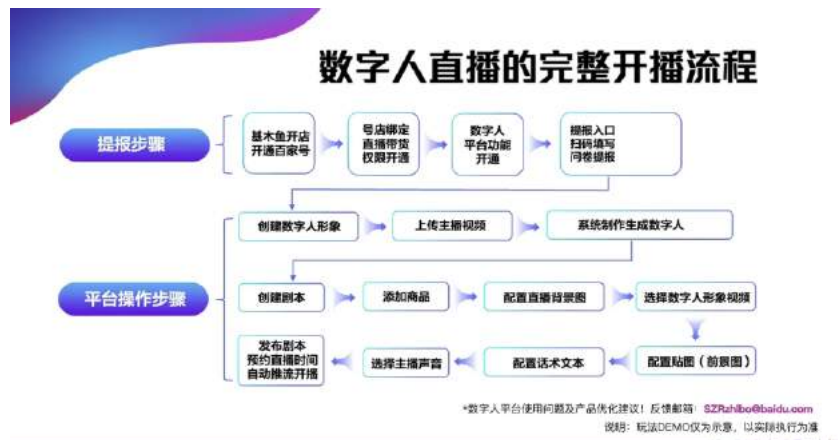 数字人直播的完整开播流程
提报步骤
基木鱼开店
开通百家号
号店绑定
直播带货
权限开通
数字人
平台功能
开通
提报入口
扫码填写
问卷提报
平台操作步骤
创建数字人形象
上传主播视频
系统制作生成数字人
创建剧本
添加商品
配置直播背景图
选择数字人形象视频
配置贴图（前景图）
配置话术文本
选择主播声音
发布剧本
预约直播时间
自动推流开播
*数字人平台使用问题及产品优化建议！反馈邮箱：SZRzhibo@baidu.com
说明：玩法DEMO仅为示意，以实际执行为准